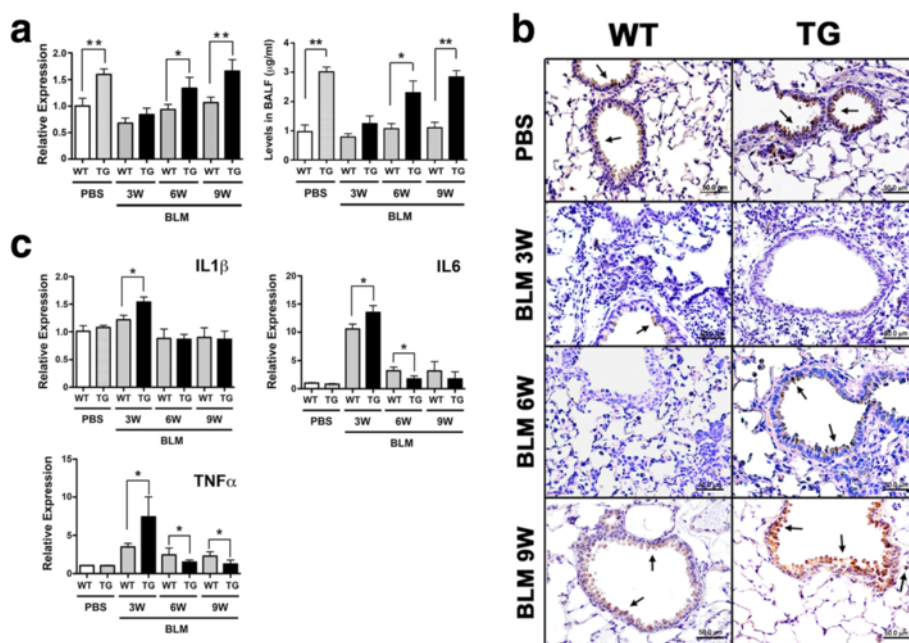 a
Relative Expression
2.0
1.5
1.0
0.5
0.0
**
*
**
WT TG WT TG WT TG WT TG
PBS 3W 6W 9W
BLM
Levels in BALF (μg/ml)
4
3
2
1
0
**
*
**
WT TG WT TG WT TG WT TG
PBS 3W 6W 9W
BLM
b
WT TG
PBS
50.0 μm
BLM 3W
BLM 6W
BLM 9W
c
IL1β
Relative Expression
2.0
1.5
1.0
0.5
0.0
*
WT TG WT TG WT TG WT TG
PBS 3W 6W 9W
BLM
IL6
Relative Expression
20
15
10
5
0
*
*
WT TG WT TG WT TG WT TG
PBS 3W 6W 9W
BLM
TNFα
Relative Expression
15
10
5
0
*
*
*
WT TG WT TG WT TG WT TG
PBS 3W 6W 9W
BLM